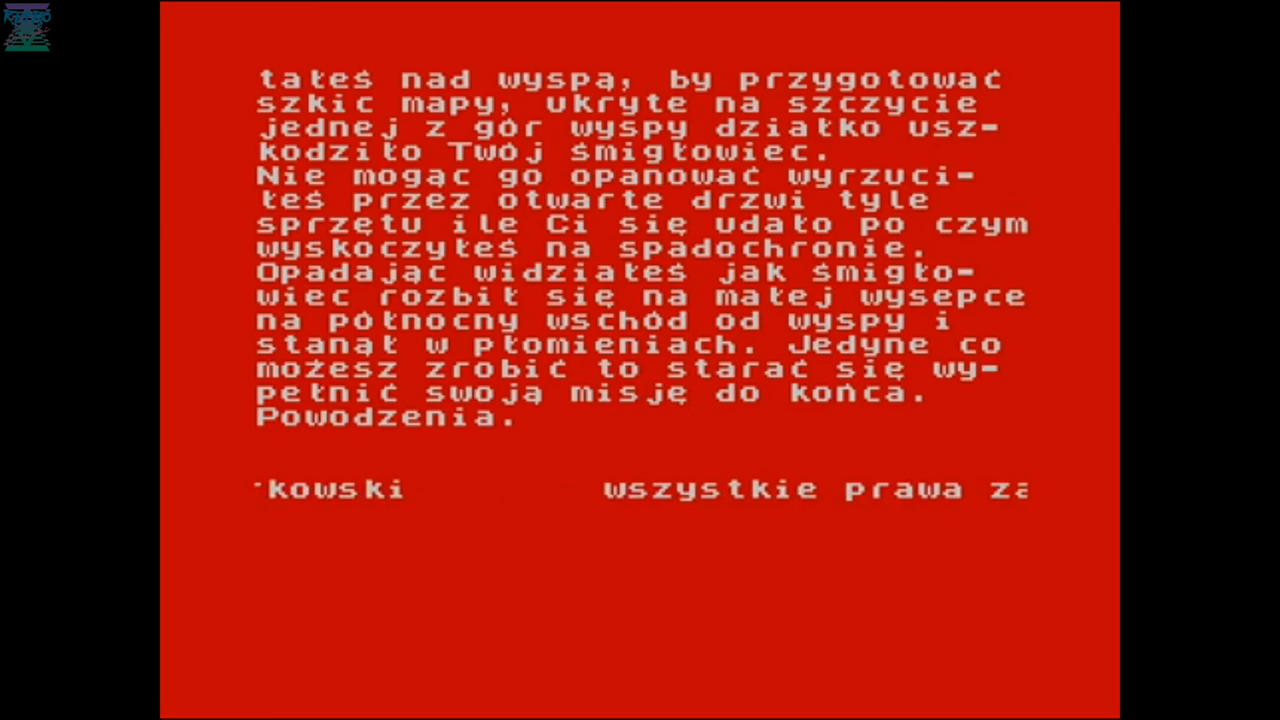 tałeś nad wyspą, by przygotować
szkic mapy, ukryte na szczycie
jednej z gór wyspy działko usz-
kodziło Twój śmigłowiec.
Nie mogąc go opanować wyrzuci-
łeś przez otwarte drzwi tyle
sprzętu ile Ci się udało po czym
wyskoczyłeś na spadochronie.
Opadając widziałeś jak śmigło-
wiec rozbił się na małej wysepce
na północny wschód od wyspy i
stanął w płomieniach. Jedyne co
możesz zrobić to starać się wy-
pełnić swoją misję do końca.
Powodzenia.
kowski wszystkie prawa za